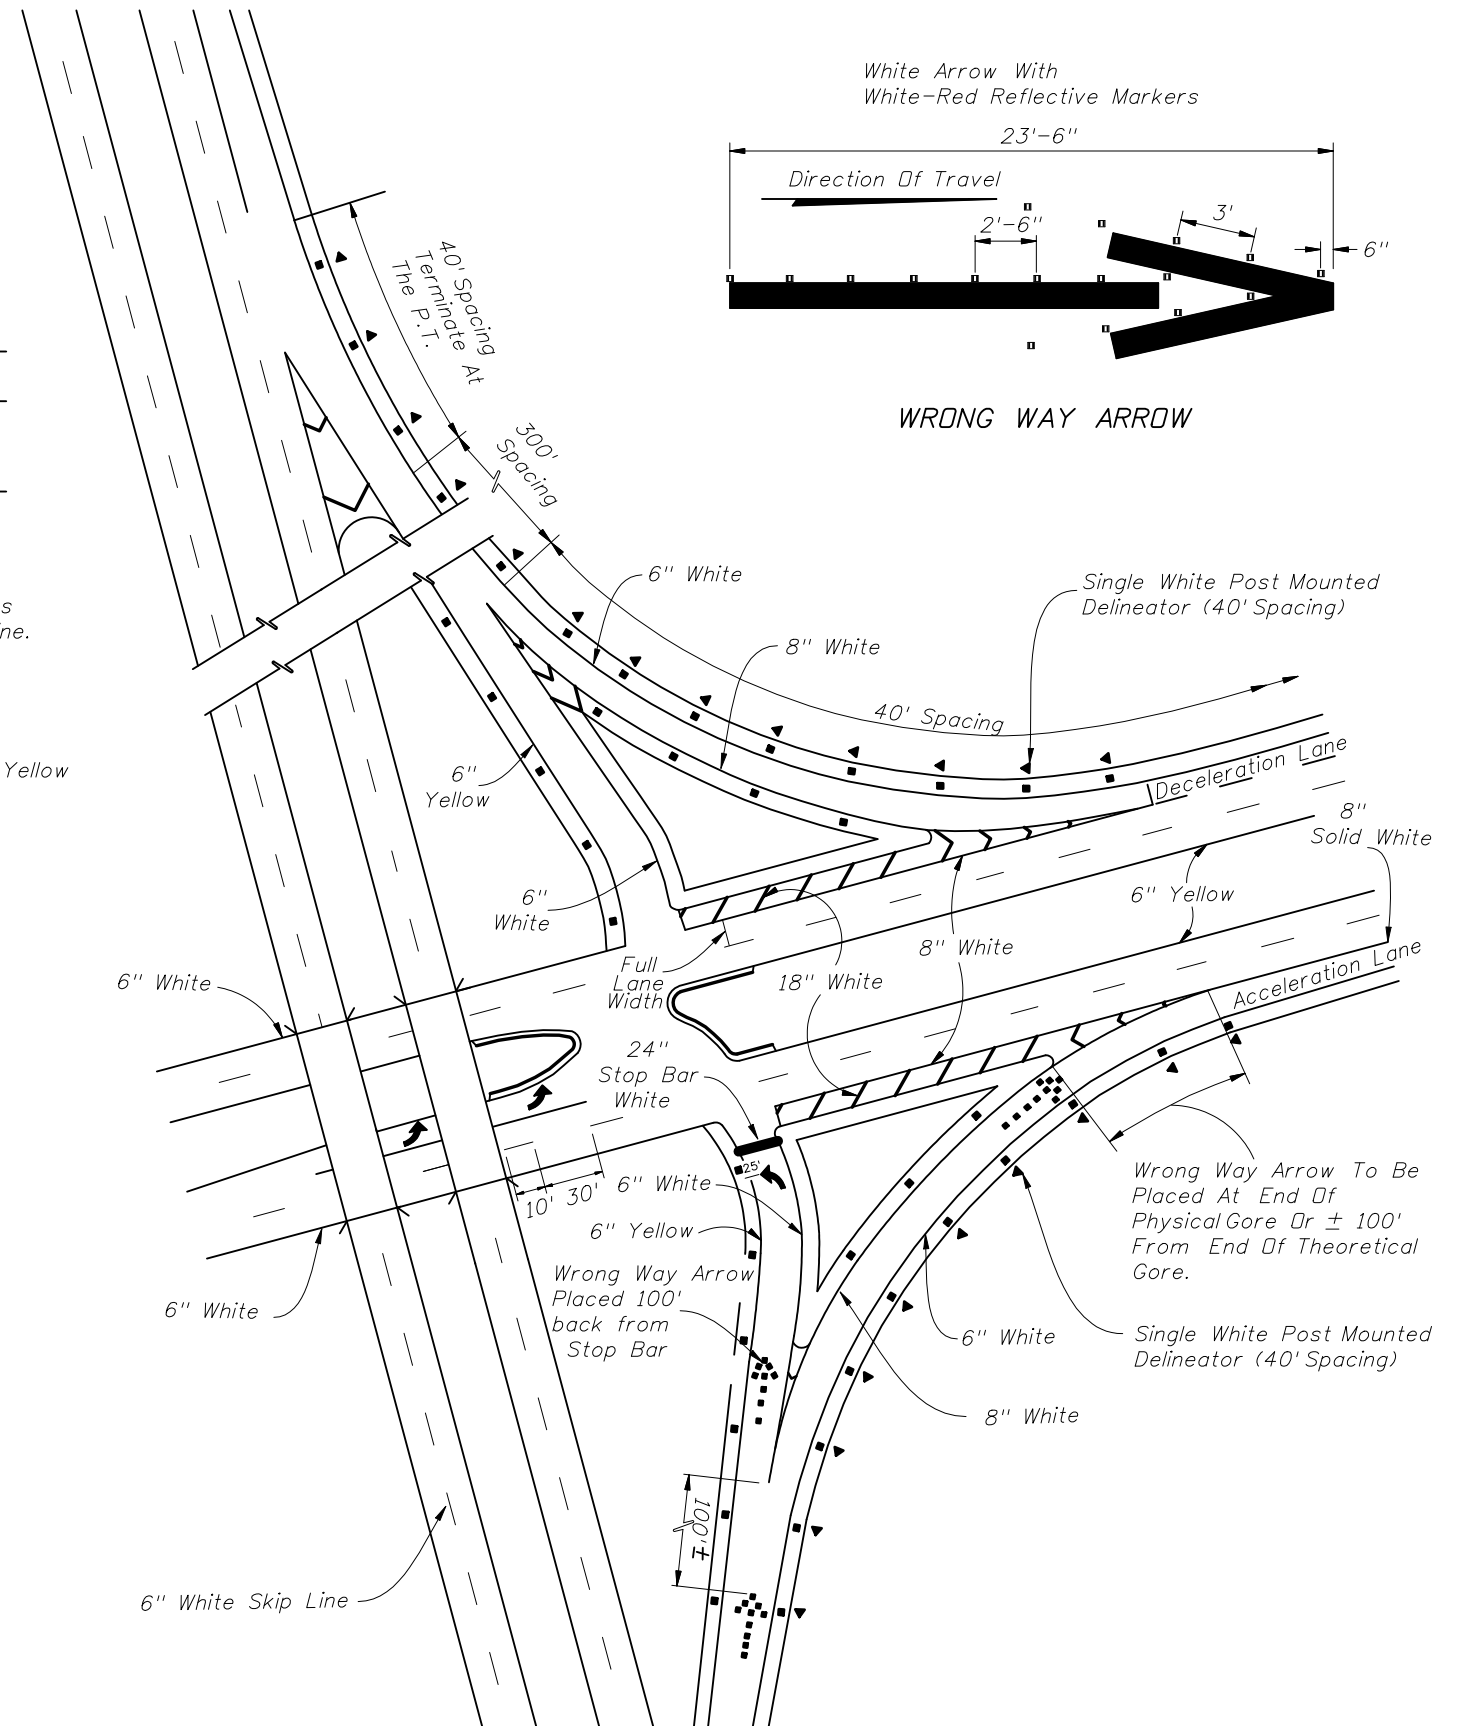 White Arrow With
White-Red Reflective Markers
23'-6"
Direction Of Travel
2'-6"
3'
6"
WRONG WAY ARROW
40' Spacing
Terminate At
The P.T.
300'
Spacing
6" White
Single White Post Mounted
Delineator (40' Spacing)
s
ne.
8" White
40' Spacing
Deceleration Lane
Yellow
6"
Yellow
8"
Solid White
6" Yellow
6"
White
8" White
Full
Lane
Width
18" White
6" White
Acceleration Lane
24"
Stop Bar
White
25'
10'
30'
6" White
6" Yellow
Wrong Way Arrow To Be
Placed At End Of
Physical Gore Or ± 100'
From End Of Theoretical
Gore.
Wrong Way Arrow
Placed 100'
back from
Stop Bar
6" White
6" White
Single White Post Mounted
Delineator (40' Spacing)
8" White
100'±
6" White Skip Line